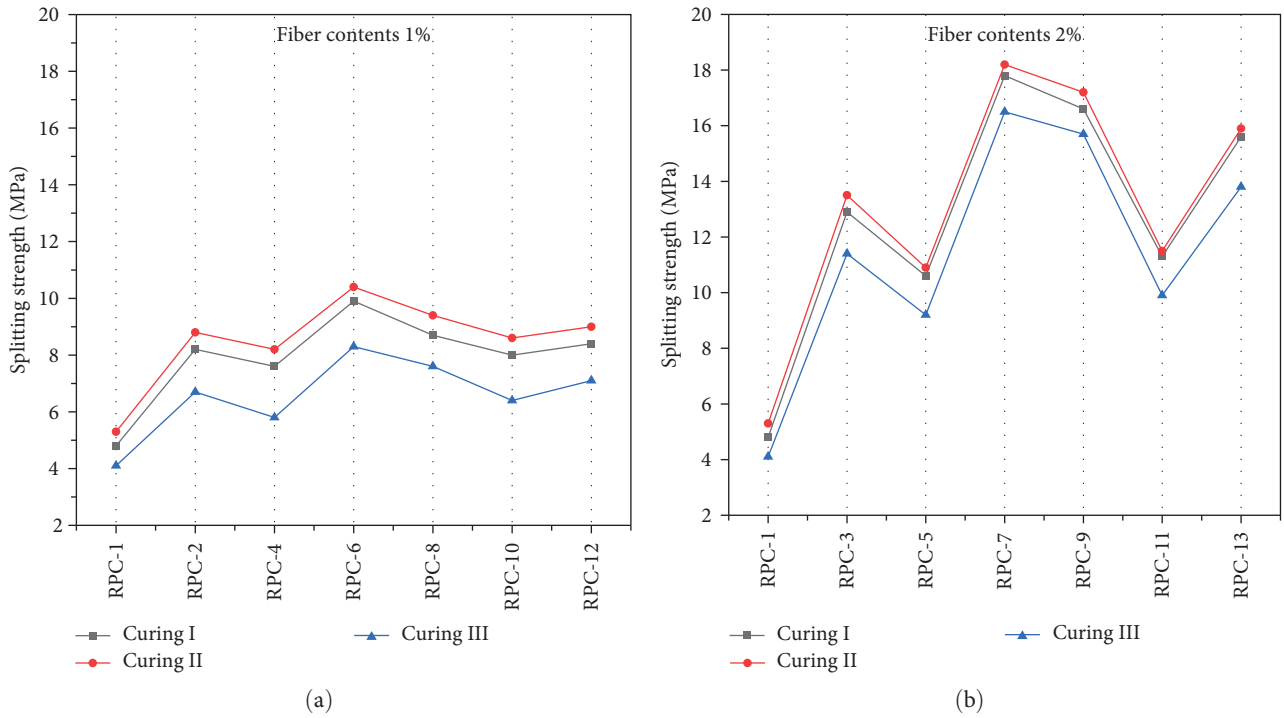 Fiber contents 1%
Splitting strength (MPa)
20
18
16
14
12
10
8
6
4
2
RPC-1
RPC-2
RPC-4
RPC-6
RPC-8
RPC-10
RPC-12
Curing I
Curing II
Curing III
(a)
Fiber contents 2%
Splitting strength (MPa)
20
18
16
14
12
10
8
6
4
2
RPC-1
RPC-3
RPC-5
RPC-7
RPC-9
RPC-11
RPC-13
Curing I
Curing II
Curing III
(b)